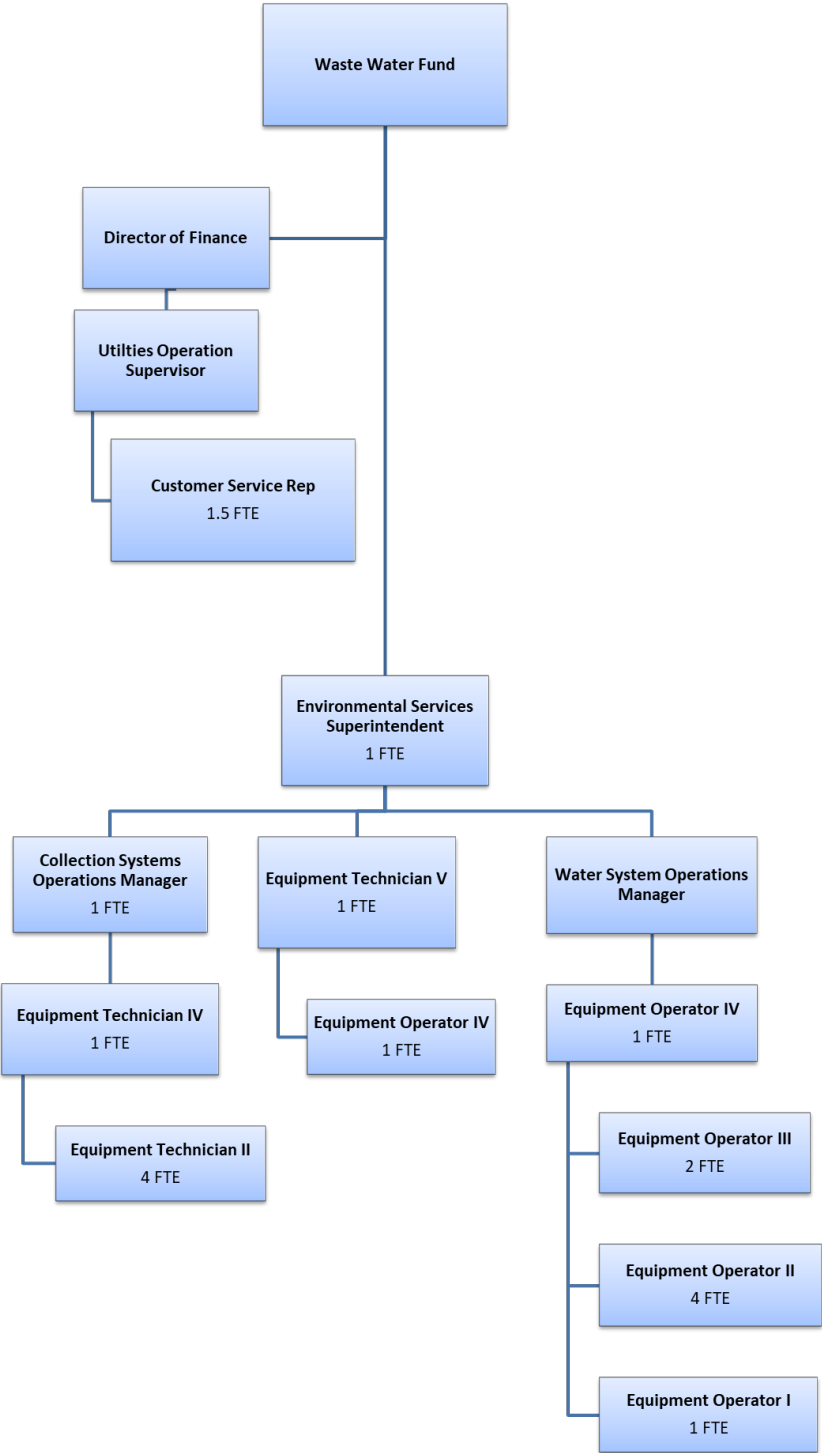 Waste Water Fund
Director of Finance
Utilties Operation
Supervisor
Customer Service Rep
1.5 FTE
Environmental Services
Superintendent
1 FTE
Collection Systems
Operations Manager
1 FTE
Equipment Technician IV
1 FTE
Equipment Technician II
4 FTE
Equipment Technician V
1 FTE
Equipment Operator IV
1 FTE
Water System Operations
Manager
Equipment Operator IV
1 FTE
Equipment Operator III
2 FTE
Equipment Operator II
4 FTE
Equipment Operator I
1 FTE